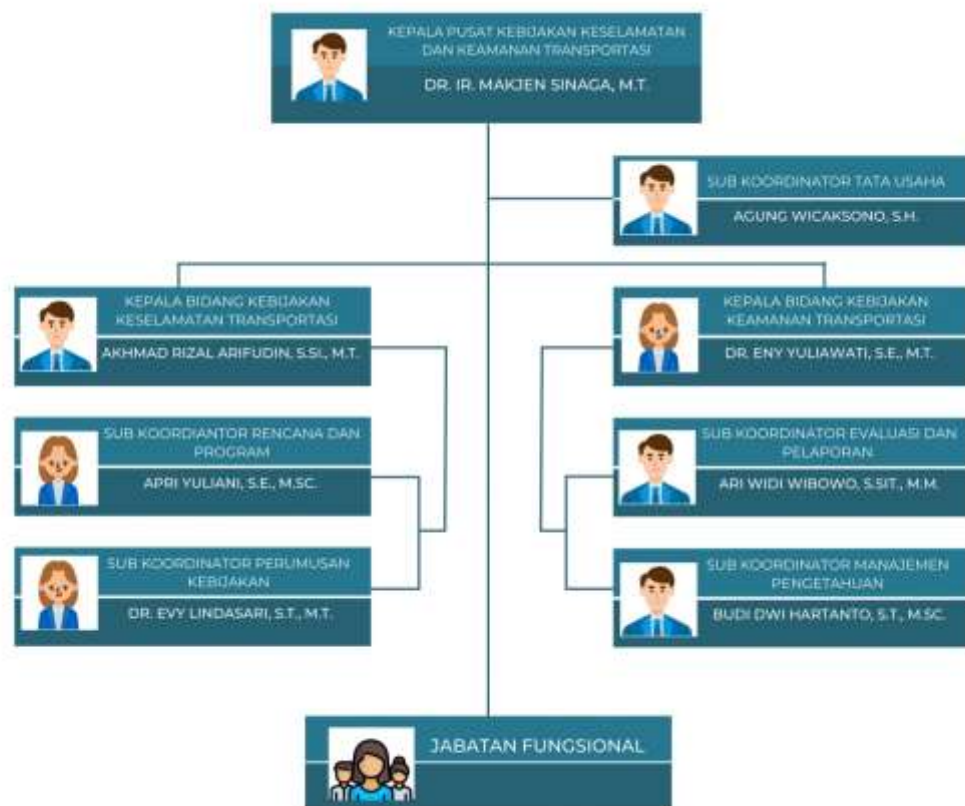 KEPALA PUSAT KEBIJAKAN KESELAMATAN
DAN KEAMANAN TRANSPORTASI
DR. IR. MAKJEN SINAGA, M.T.
SUB KOORDINATOR TATA USAHA
AGUNG WICAKSONO, S.H.
KEPALA BIDANG KEBIJAKAN
KESELAMATAN TRANSPORTASI
AKHMAD RIZAL ARIFUDIN, S.SI., M.T.
KEPALA BIDANG KEBIJAKAN
KEAMANAN TRANSPORTASI
DR. ENY YULIAWATI, S.E., M.T.
SUB KOORDIANTOR RENCANA DAN
PROGRAM
APRI YULIANI, S.E., M.SC.
SUB KOORDINATOR EVALUASI DAN
PELAPORAN
ARI WIDI WIBOWO, S.SIT., M.M.
SUB KOORDINATOR PERUMUSAN
KEBIJAKAN
DR. EVY LINDASARI, S.T., M.T.
SUB KOORDINATOR MANAJEMEN
PENGETAHUAN
BUDI DWI HARTANTO, S.T., M.SC.
JABATAN FUNGSIONAL